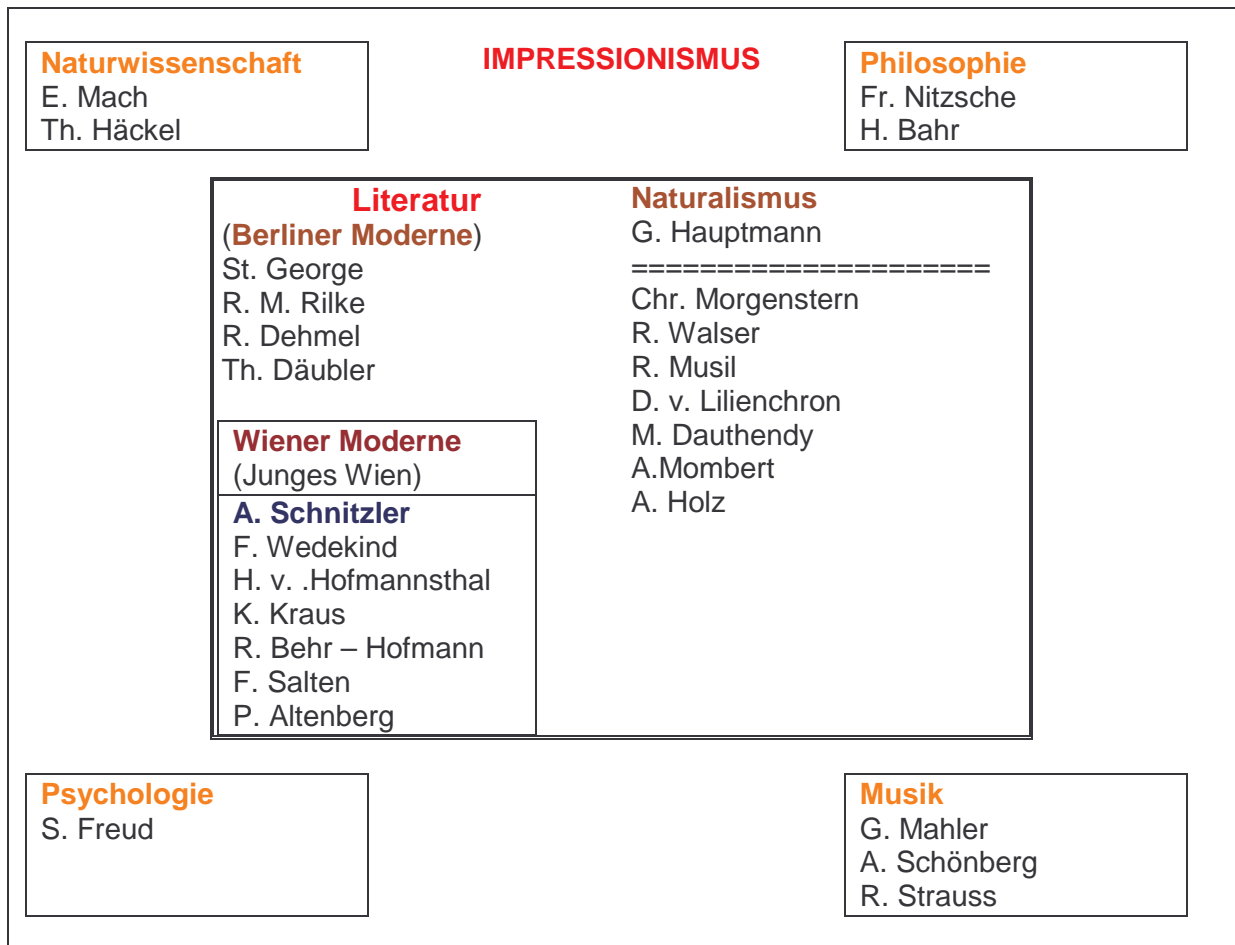 IMPRESSIONISMUS
Naturwissenschaft
E. Mach
Th. Häckel
Philosophie
Fr. Nitzsche
H. Bahr
Literatur
(Berliner Moderne)
St. George
R. M. Rilke
R. Dehmel
Th. Däubler
Wiener Moderne
(Junges Wien)
A. Schnitzler
F. Wedekind
H. v. .Hofmannsthal
K. Kraus
R. Behr – Hofmann
F. Salten
P. Altenberg
Naturalismus
G. Hauptmann
=====================
Chr. Morgenstern
R. Walser
R. Musil
D. v. Lilienchron
M. Dauthendy
A.Mombert
A. Holz
Psychologie
S. Freud
Musik
G. Mahler
A. Schönberg
R. Strauss